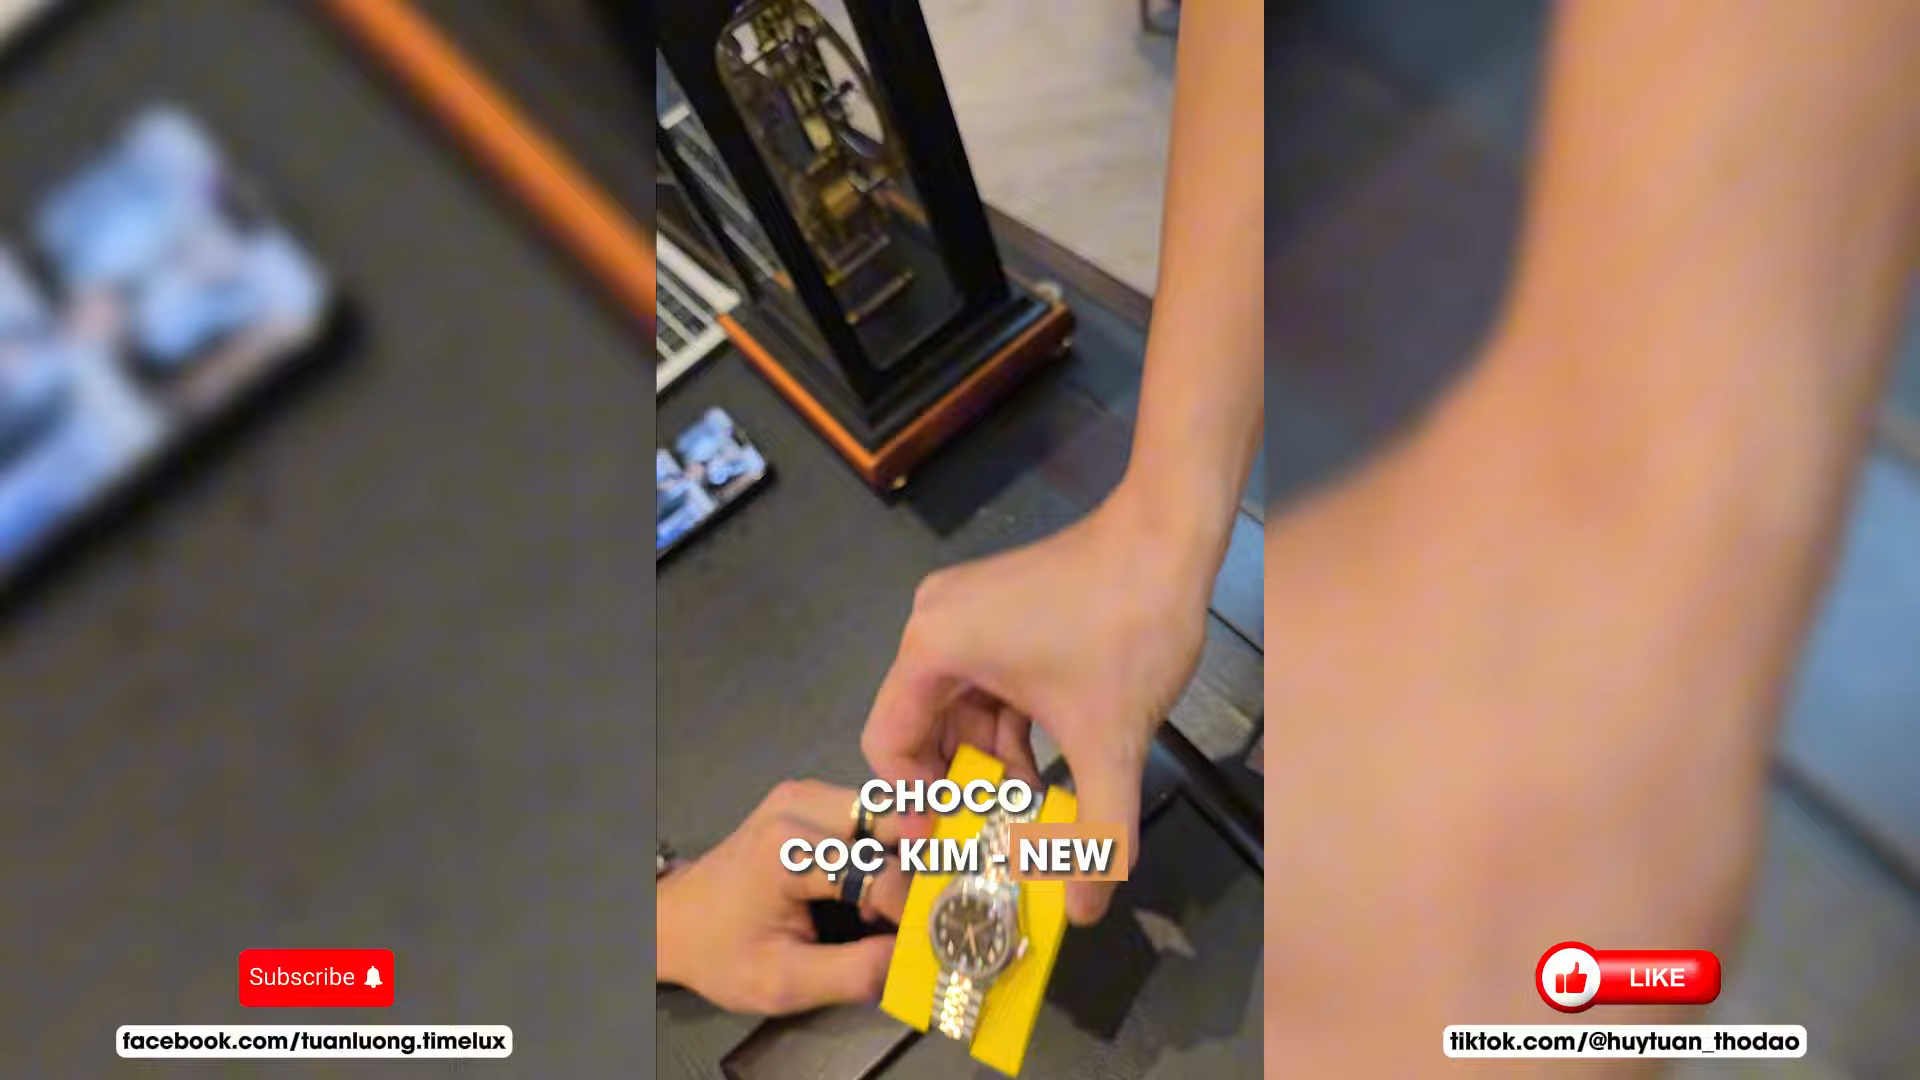 CHOCO
CỌC KIM - NEW
Subscribe
LIKE
facebook.com/tuanluong.timelux
tiktok.com/@huytuan_thodao